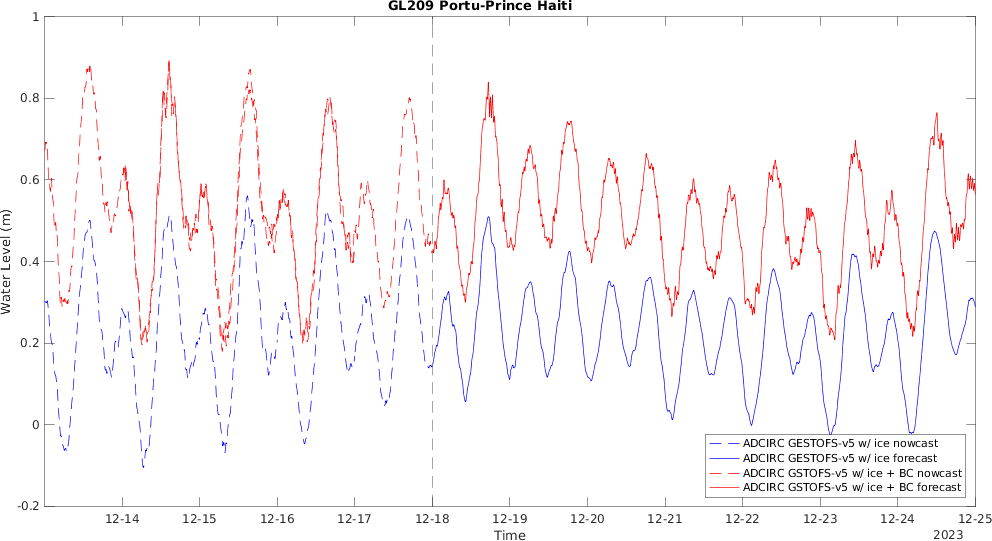 GL209 Portu-Prince Haiti
Water Level (m)
1
0.8
0.6
0.4
0.2
0
-0.2
ADCIRC GESTOFS-v5 w/ ice nowcast
ADCIRC GESTOFS-v5 w/ ice forecast
ADCIRC GSTOFS-v5 w/ ice + BC nowcast
ADCIRC GSTOFS-v5 w/ ice + BC forecast
12-14 12-15 12-16 12-17 12-18 12-19 12-20 12-21 12-22 12-23 12-24 12-25
Time
2023